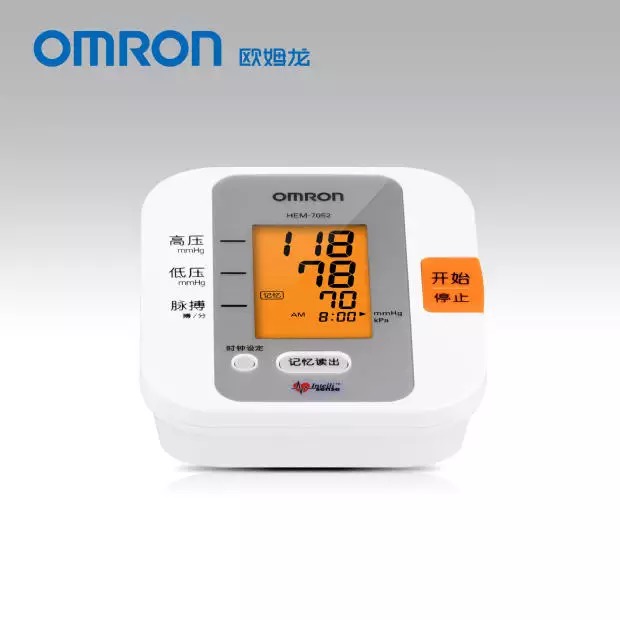 OMRON 欧姆龙
OMRON
HEM-7052
高压
mmHg
118
低压
mmHg
78
脉搏
搏/分
记忆
70
AM 8:00
mmHg
kPa
开始
停止
时钟设定
记忆读出
intelli™
sense